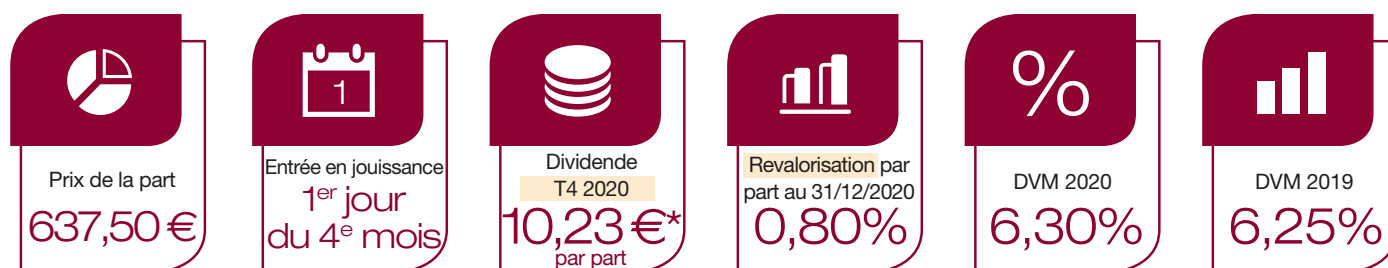 Prix de la part
637,50 €
1
Entrée en jouissance
1er jour
du 4e mois
Dividende
T4 2020
10,23 €*
par part
Revalorisation par
part au 31/12/2020
0,80%
%
DVM 2020
6,30%
DVM 2019
6,25%